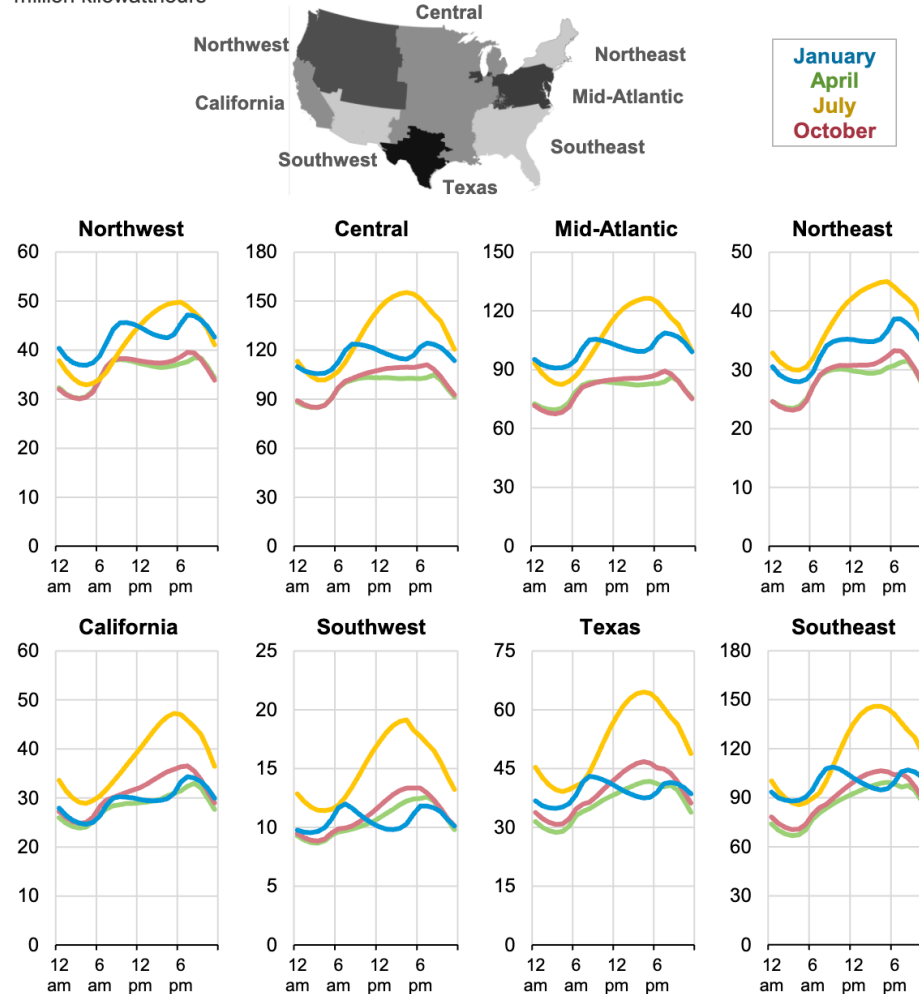 million kilowatthours
Central
Northwest
Northeast
California
Mid-Atlantic
Southwest
Southeast
Texas
January
April
July
October
Northwest
60
50
40
30
20
10
0
12 6 12 6
am am pm pm
Central
180
150
120
90
60
30
0
12 6 12 6
am am pm pm
Mid-Atlantic
150
120
90
60
30
0
12 6 12 6
am am pm pm
Northeast
50
40
30
20
10
0
12 6 12 6
am am pm pm
California
60
50
40
30
20
10
0
12 6 12 6
am am pm pm
Southwest
25
20
15
10
5
0
12 6 12 6
am am pm pm
Texas
75
60
45
30
15
0
12 6 12 6
am am pm pm
Southeast
180
150
120
90
60
30
0
12 6 12 6
am am pm pm